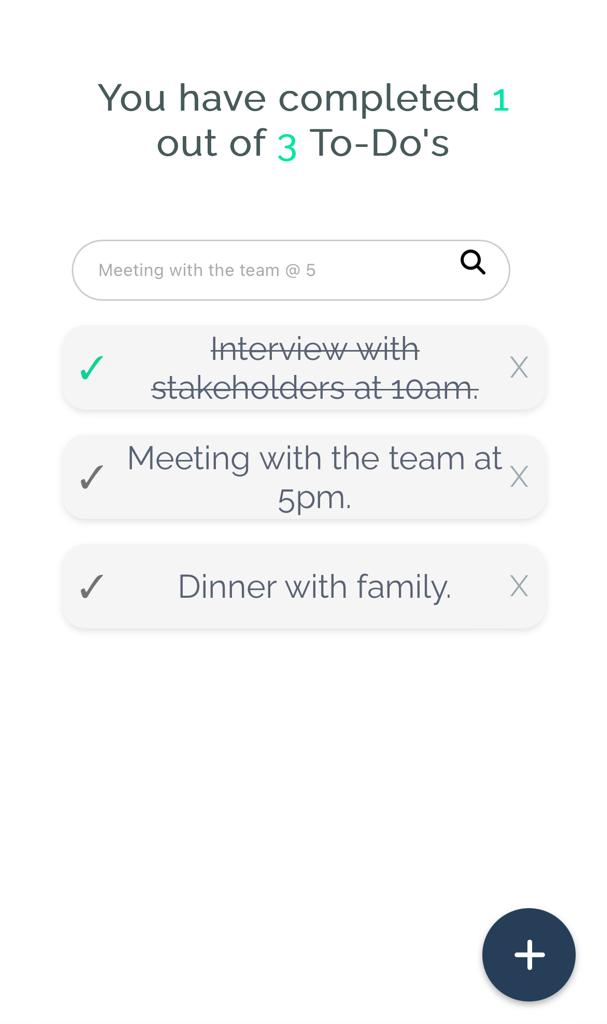 You have completed 1
out of 3 To-Do's
Meeting with the team @ 5
✓ Interview with
stakeholders at 10am. X
✓ Meeting with the team at X
5pm.
✓ Dinner with family. X
+